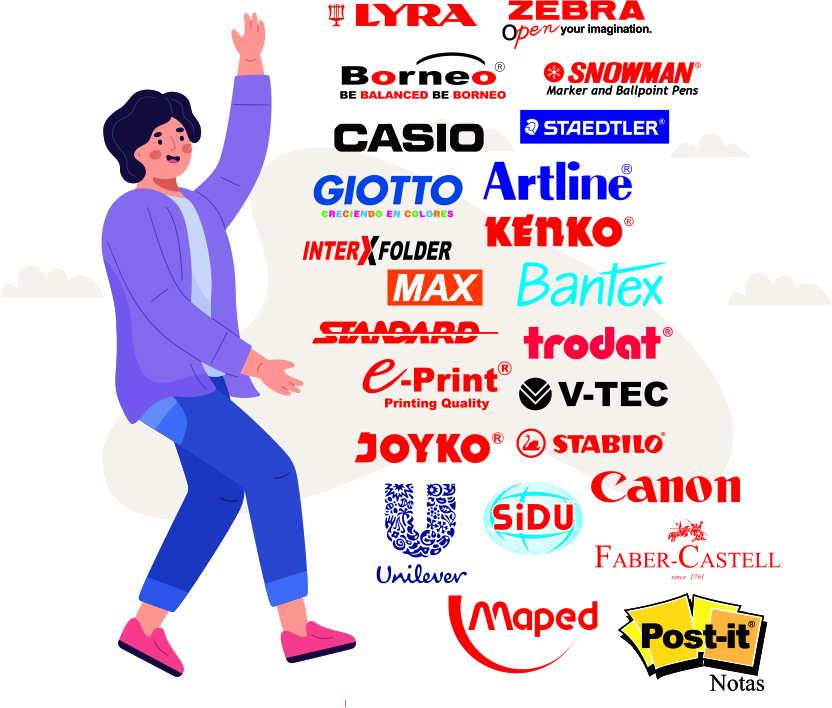 LYRA
ZEBRA
Open your imagination.
Borneo®
BE BALANCED BE BORNEO
SNOWMAN®
Marker and Ballpoint Pens
CASIO
STAEDTLER®
GIOTTO
CRECIENDO EN COLORES
Artline®
KENKO®
INTER X FOLDER
MAX
Bantex
STANDARD
trodat®
e-Print®
Printing Quality
V-TEC
JOYKO®
STABILO®
Canon
Unilever
SiDU
FABER-CASTELL
since 1761
Maped
Post-it®
Notas